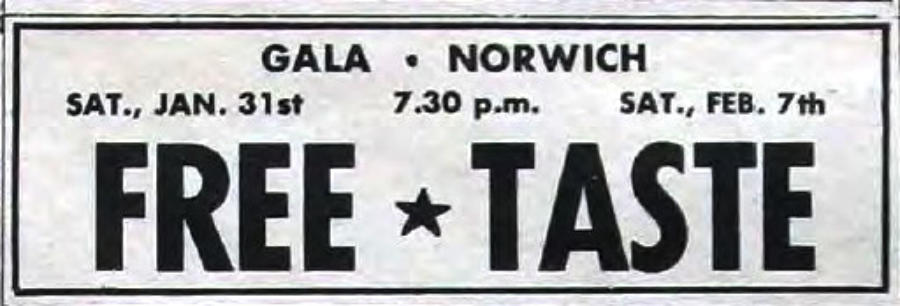 GALA • NORWICH
SAT., JAN. 31st 7.30 p.m. SAT., FEB. 7th
FREE ★ TASTE